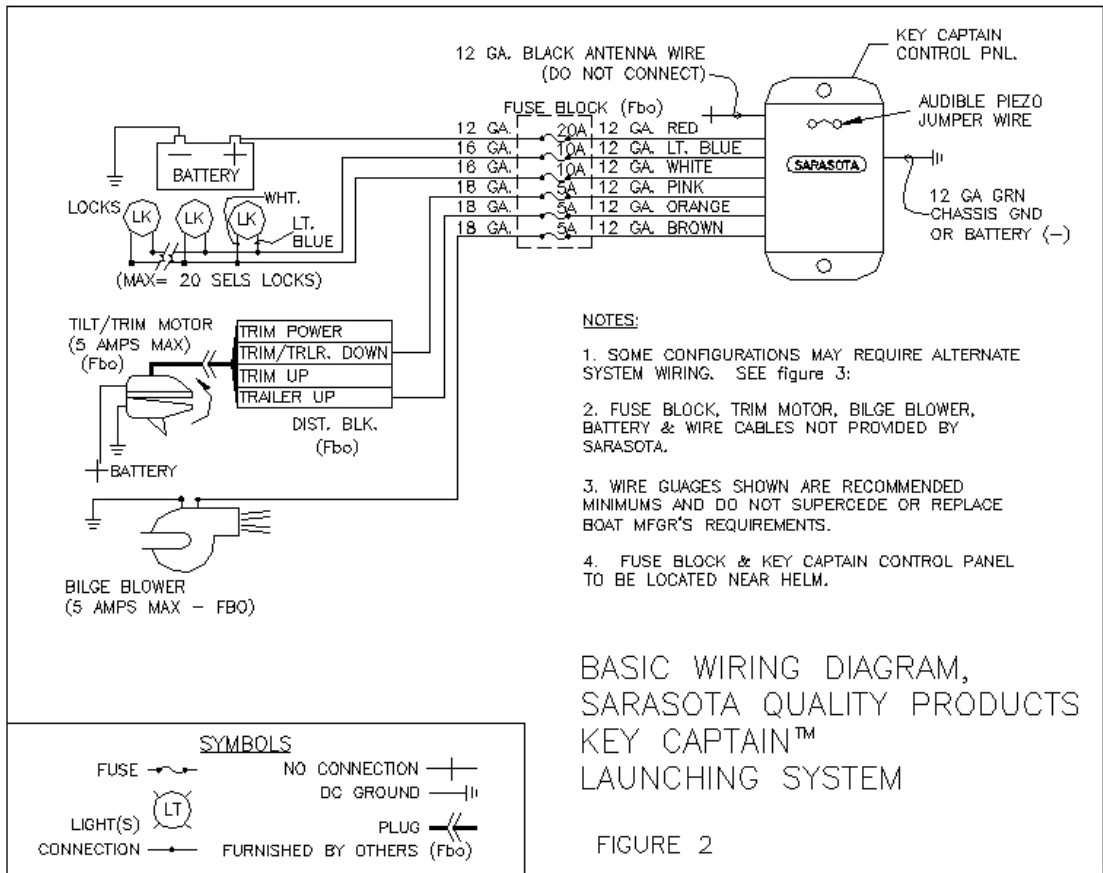 12 GA. BLACK ANTENNA WIRE
(DO NOT CONNECT)
KEY CAPTAIN
CONTROL PNL.
AUDIBLE PIEZO
JUMPER WIRE
FUSE BLOCK (Fbo)
12 GA. 20A 12 GA. RED
16 GA. 10A 12 GA. LT. BLUE
16 GA. 10A 12 GA. WHITE
18 GA. 5A 12 GA. PINK
18 GA. 5A 12 GA. ORANGE
18 GA. 5A 12 GA. BROWN
SARASOTA
12 GA GRN
CHASSIS GND
OR BATTERY (-)
- +
BATTERY
LOCKS
LK LK LK
WHT.
LT.
BLUE
(MAX= 20 SELS LOCKS)
TILT/TRIM MOTOR
(5 AMPS MAX)
(Fbo)
TRIM POWER
TRIM/TRLR. DOWN
TRIM UP
TRAILER UP
DIST. BLK.
(Fbo)
+BATTERY
BILGE BLOWER
(5 AMPS MAX - FBO)
NOTES:
1. SOME CONFIGURATIONS MAY REQUIRE ALTERNATE
SYSTEM WIRING. SEE figure 3:
2. FUSE BLOCK, TRIM MOTOR, BILGE BLOWER,
BATTERY & WIRE CABLES NOT PROVIDED BY
SARASOTA.
3. WIRE GUAGES SHOWN ARE RECOMMENDED
MINIMUMS AND DO NOT SUPERCEDE OR REPLACE
BOAT MFGR'S REQUIREMENTS.
4. FUSE BLOCK & KEY CAPTAIN CONTROL PANEL
TO BE LOCATED NEAR HELM.
BASIC WIRING DIAGRAM,
SARASOTA QUALITY PRODUCTS
KEY CAPTAIN™
LAUNCHING SYSTEM
FIGURE 2
SYMBOLS
FUSE
LT
LIGHT(S)
CONNECTION
NO CONNECTION
DC GROUND
PLUG
FURNISHED BY OTHERS (Fbo)